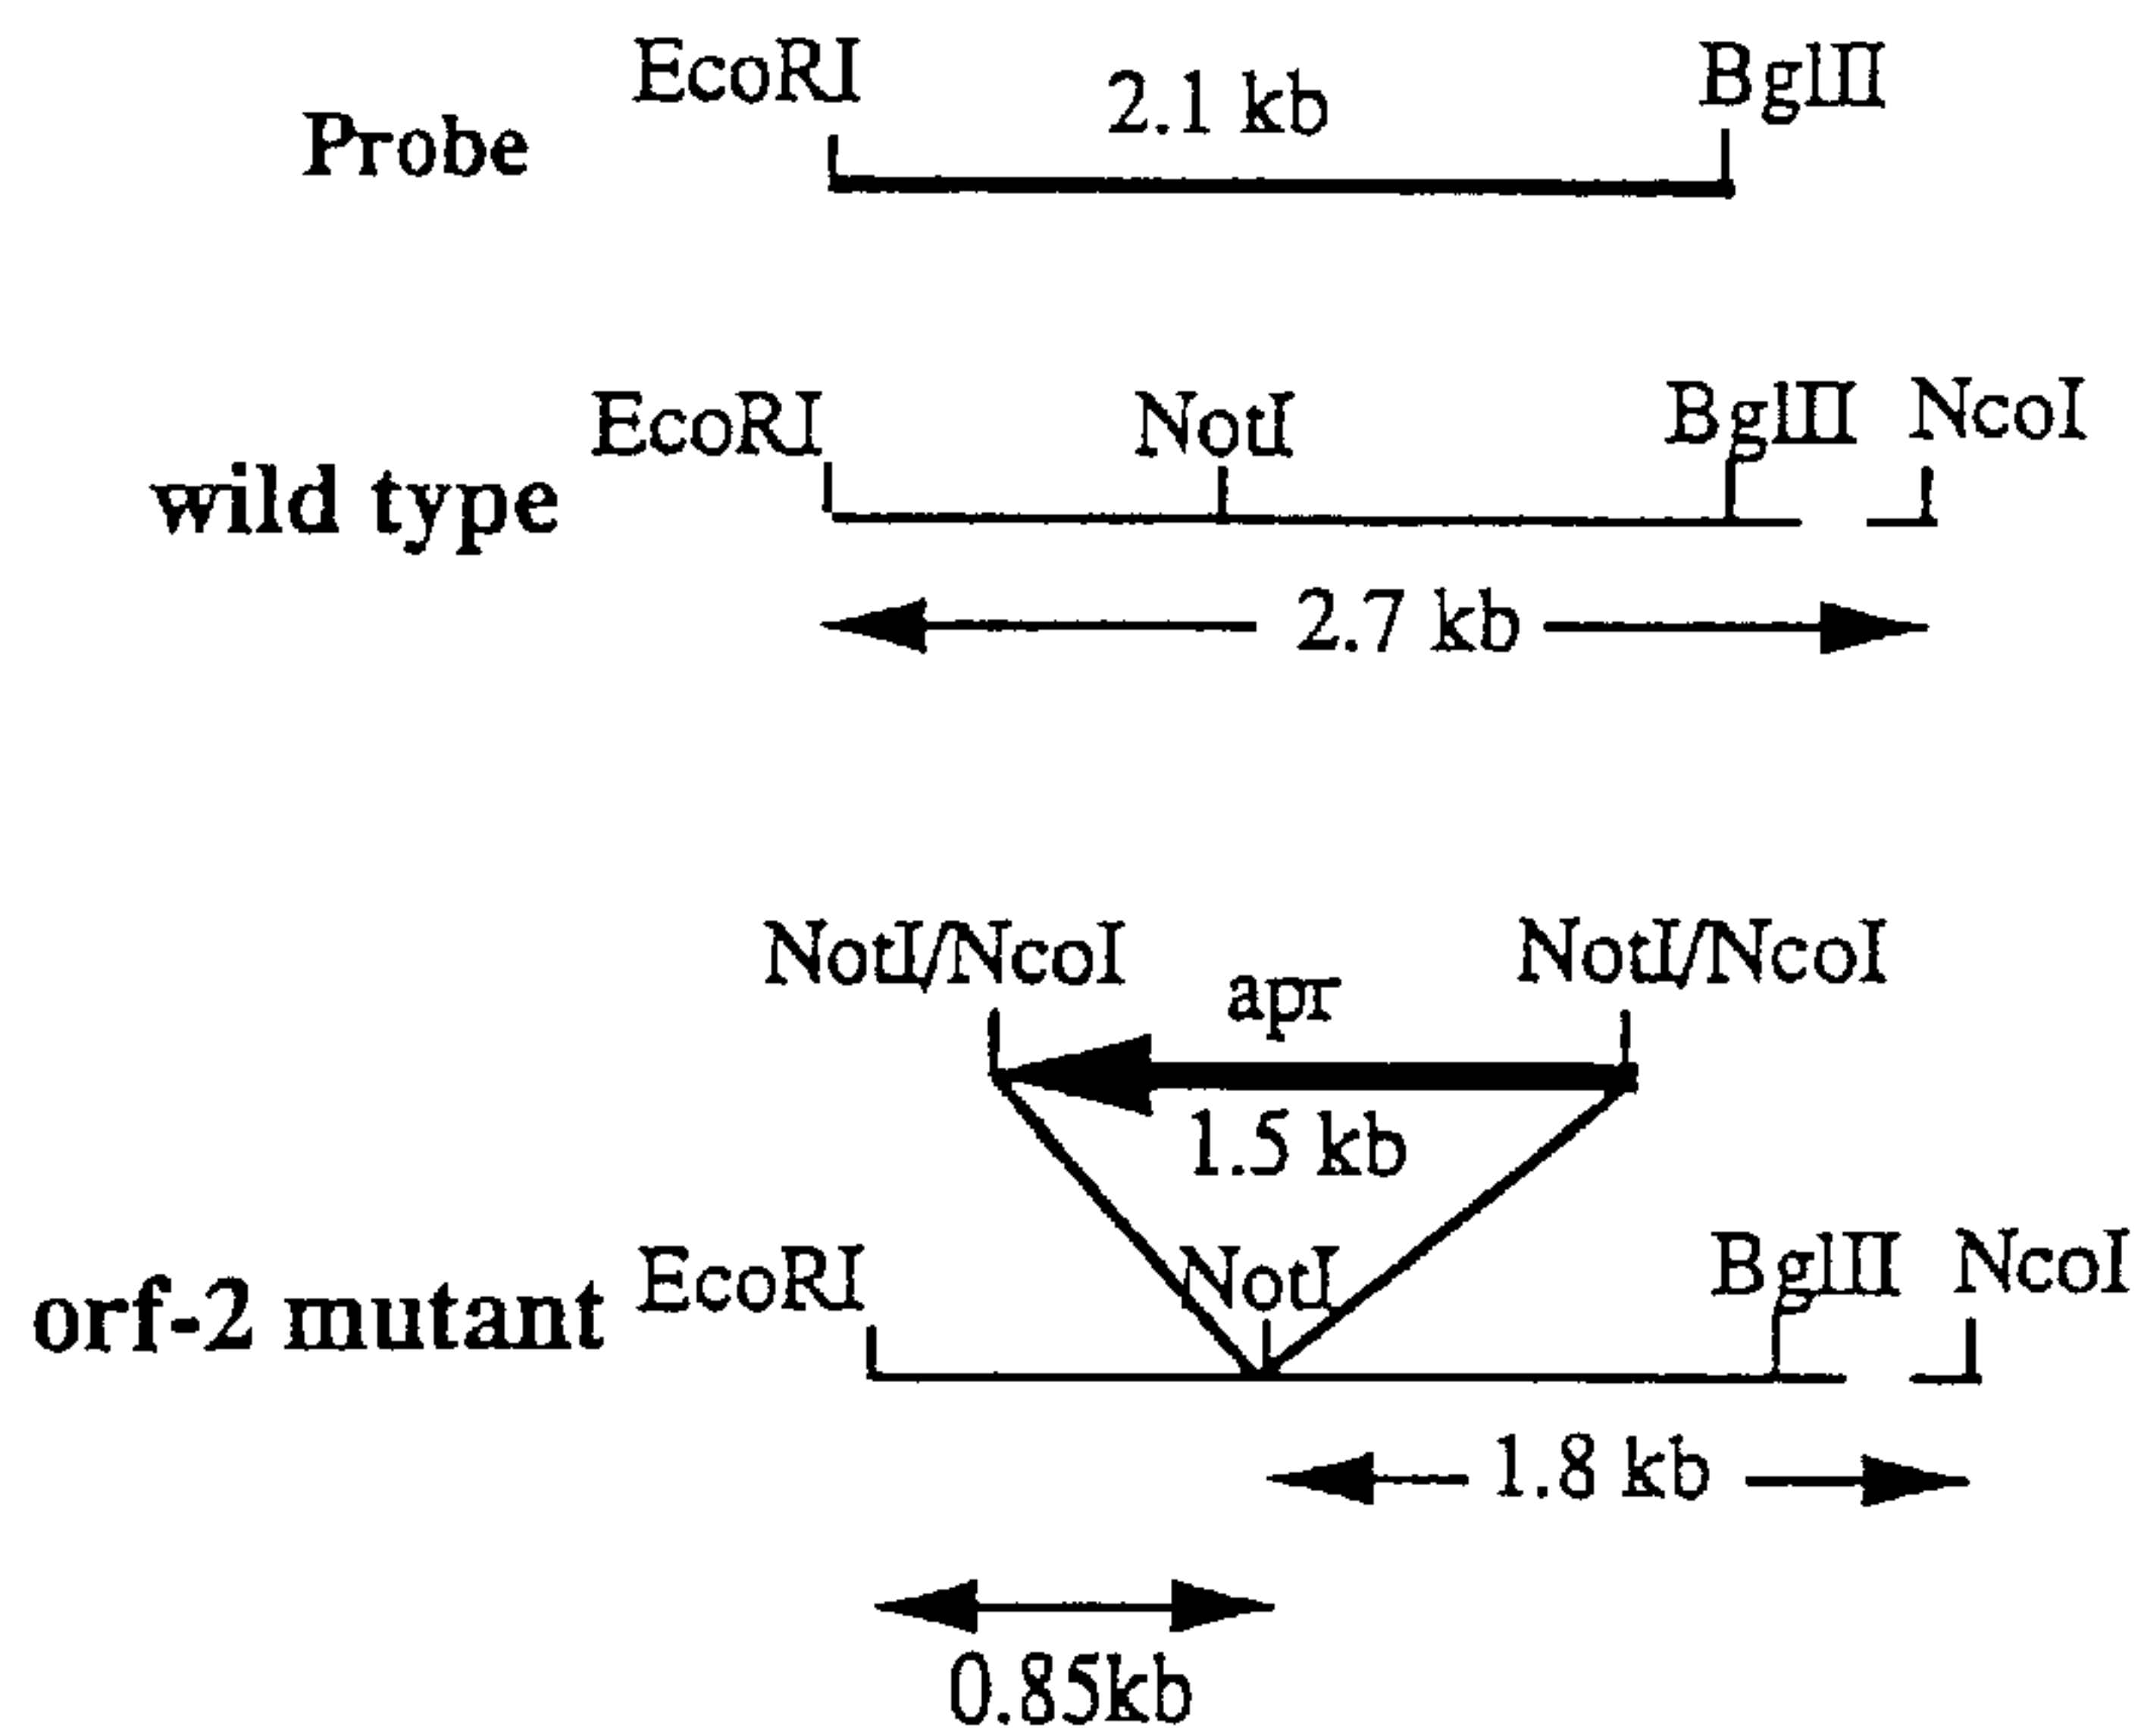 Probe EcoRI 2.1 kb BglII
wild type EcoRI NotI BglII NcoI
2.7 kb
NotI/NcoI apr NotI/NcoI
1.5 kb
orf-2 mutant EcoRI NotI BglII NcoI
1.8 kb
0.85kb